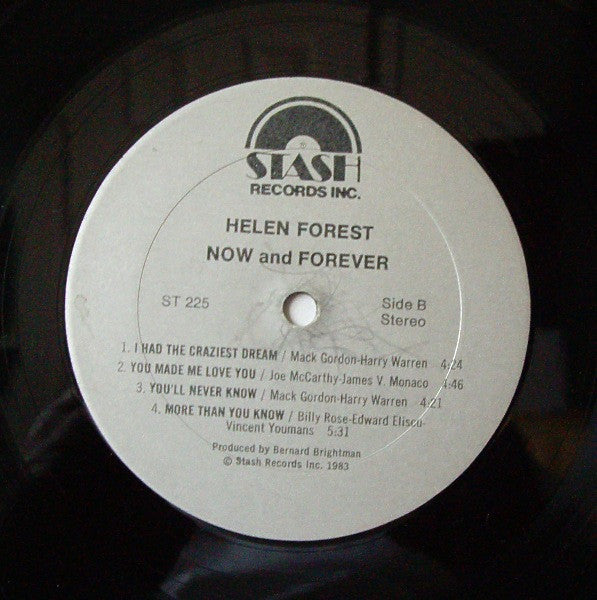 STASH
®
RECORDS INC.
HELEN FOREST
NOW and FOREVER
ST 225
Side B
Stereo
1. I HAD THE CRAZIEST DREAM / Mack Gordon-Harry Warren 4:24
2. YOU MADE ME LOVE YOU / Joe McCarthy-James V. Monaco 4:46
3. YOU'LL NEVER KNOW / Mack Gordon-Harry Warren 4:21
4. MORE THAN YOU KNOW / Billy Rose-Edward Eliscu-
Vincent Youmans 5:31
Produced by Bernard Brightman
© Stash Records Inc. 1983